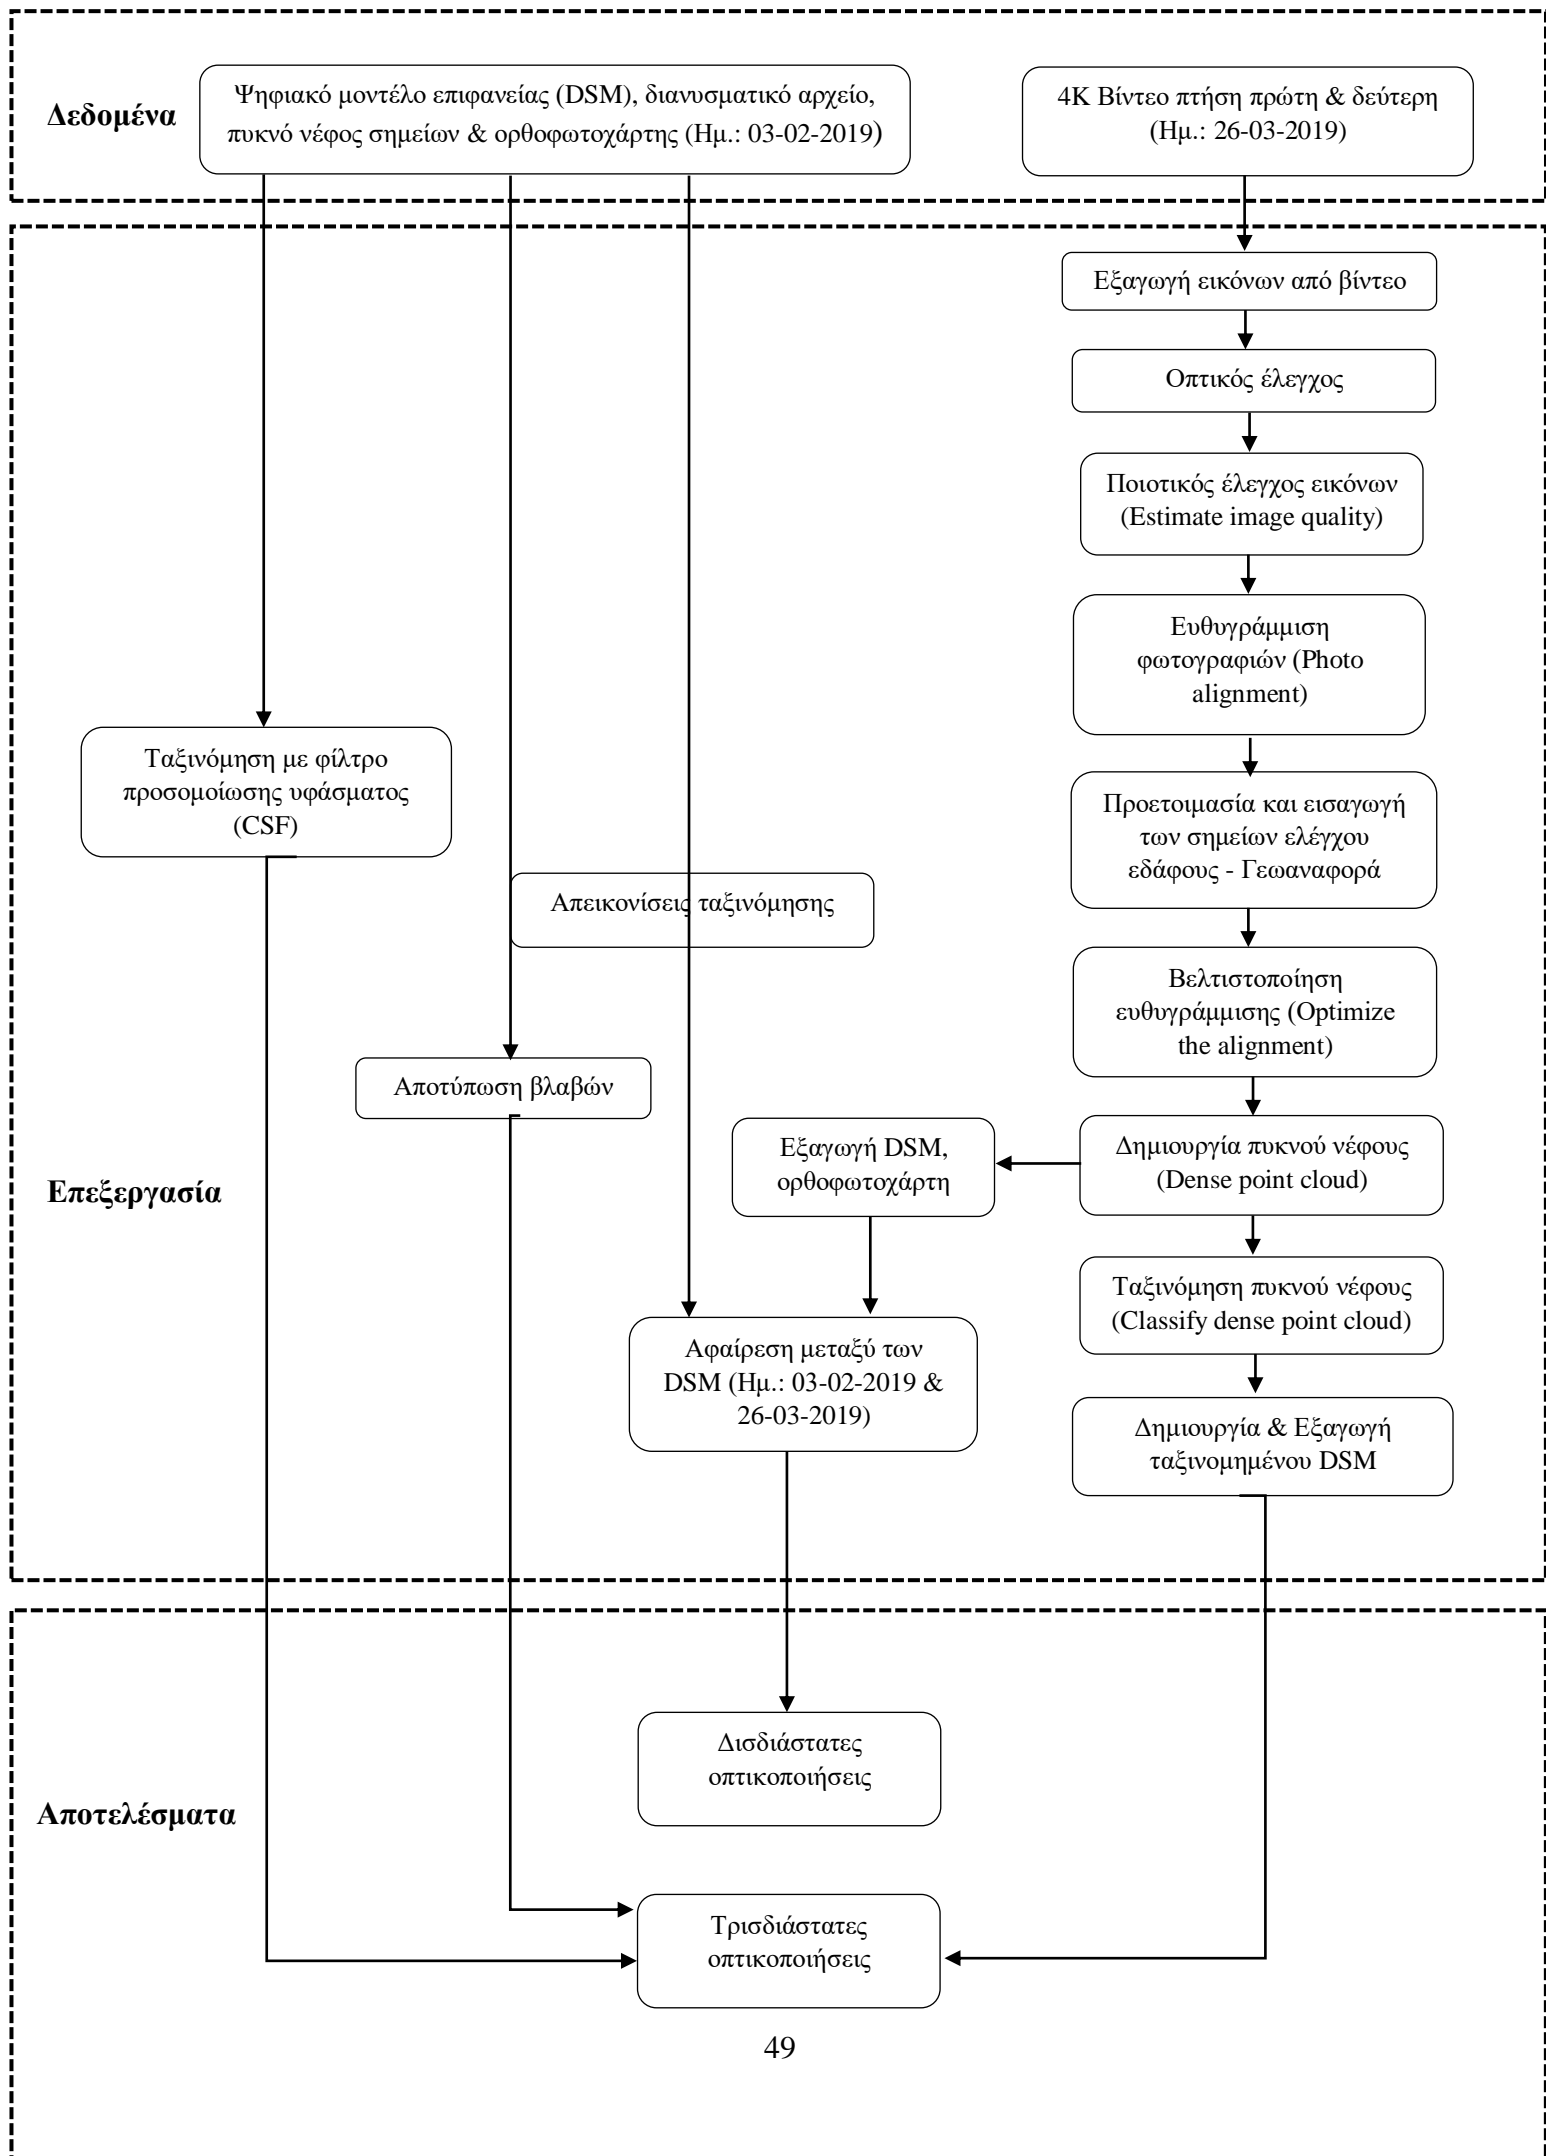 Δεδομένα
Ψηφιακό μοντέλο επιφανείας (DSM), διανυσματικό αρχείο,
πυκνό νέφος σημείων & ορθοφωτοχάρτης (Ημ.: 03-02-2019)
4Κ Βίντεο πτήση πρώτη & δεύτερη
(Ημ.: 26-03-2019)
Εξαγωγή εικόνων από βίντεο
Οπτικός έλεγχος
Ποιοτικός έλεγχος εικόνων
(Estimate image quality)
Ευθυγράμμιση
φωτογραφιών (Photo
alignment)
Ταξινόμηση με φίλτρο
προσομοίωσης υφάσματος
(CSF)
Προετοιμασία και εισαγωγή
των σημείων ελέγχου
εδάφους - Γεωαναφορά
Απεικονίσεις ταξινόμησης
Βελτιστοποίηση
ευθυγράμμισης (Optimize
the alignment)
Αποτύπωση βλαβών
Εξαγωγή DSM,
ορθοφωτοχάρτη
Δημιουργία πυκνού νέφους
(Dense point cloud)
Επεξεργασία
Ταξινόμηση πυκνού νέφους
(Classify dense point cloud)
Αφαίρεση μεταξύ των
DSM (Ημ.: 03-02-2019 &
26-03-2019)
Δημιουργία & Εξαγωγή
ταξινομημένου DSM
Δισδιάστατες
οπτικοποιήσεις
Αποτελέσματα
Τρισδιάστατες
οπτικοποιήσεις
49